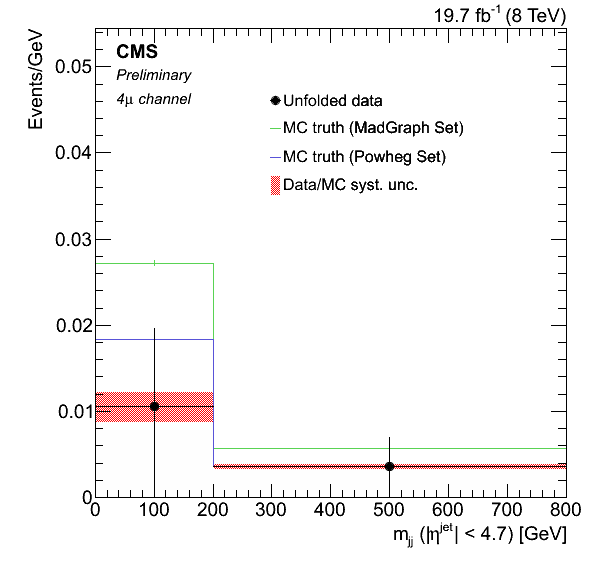 19.7 fb⁻¹ (8 TeV)
Events/GeV
CMS
Preliminary
4μ channel
Unfolded data
MC truth (MadGraph Set)
MC truth (Powheg Set)
Data/MC syst. unc.
0.05
0.04
0.03
0.02
0.01
0
0 100 200 300 400 500 600 700 800
m_jj (|η^jet| < 4.7) [GeV]